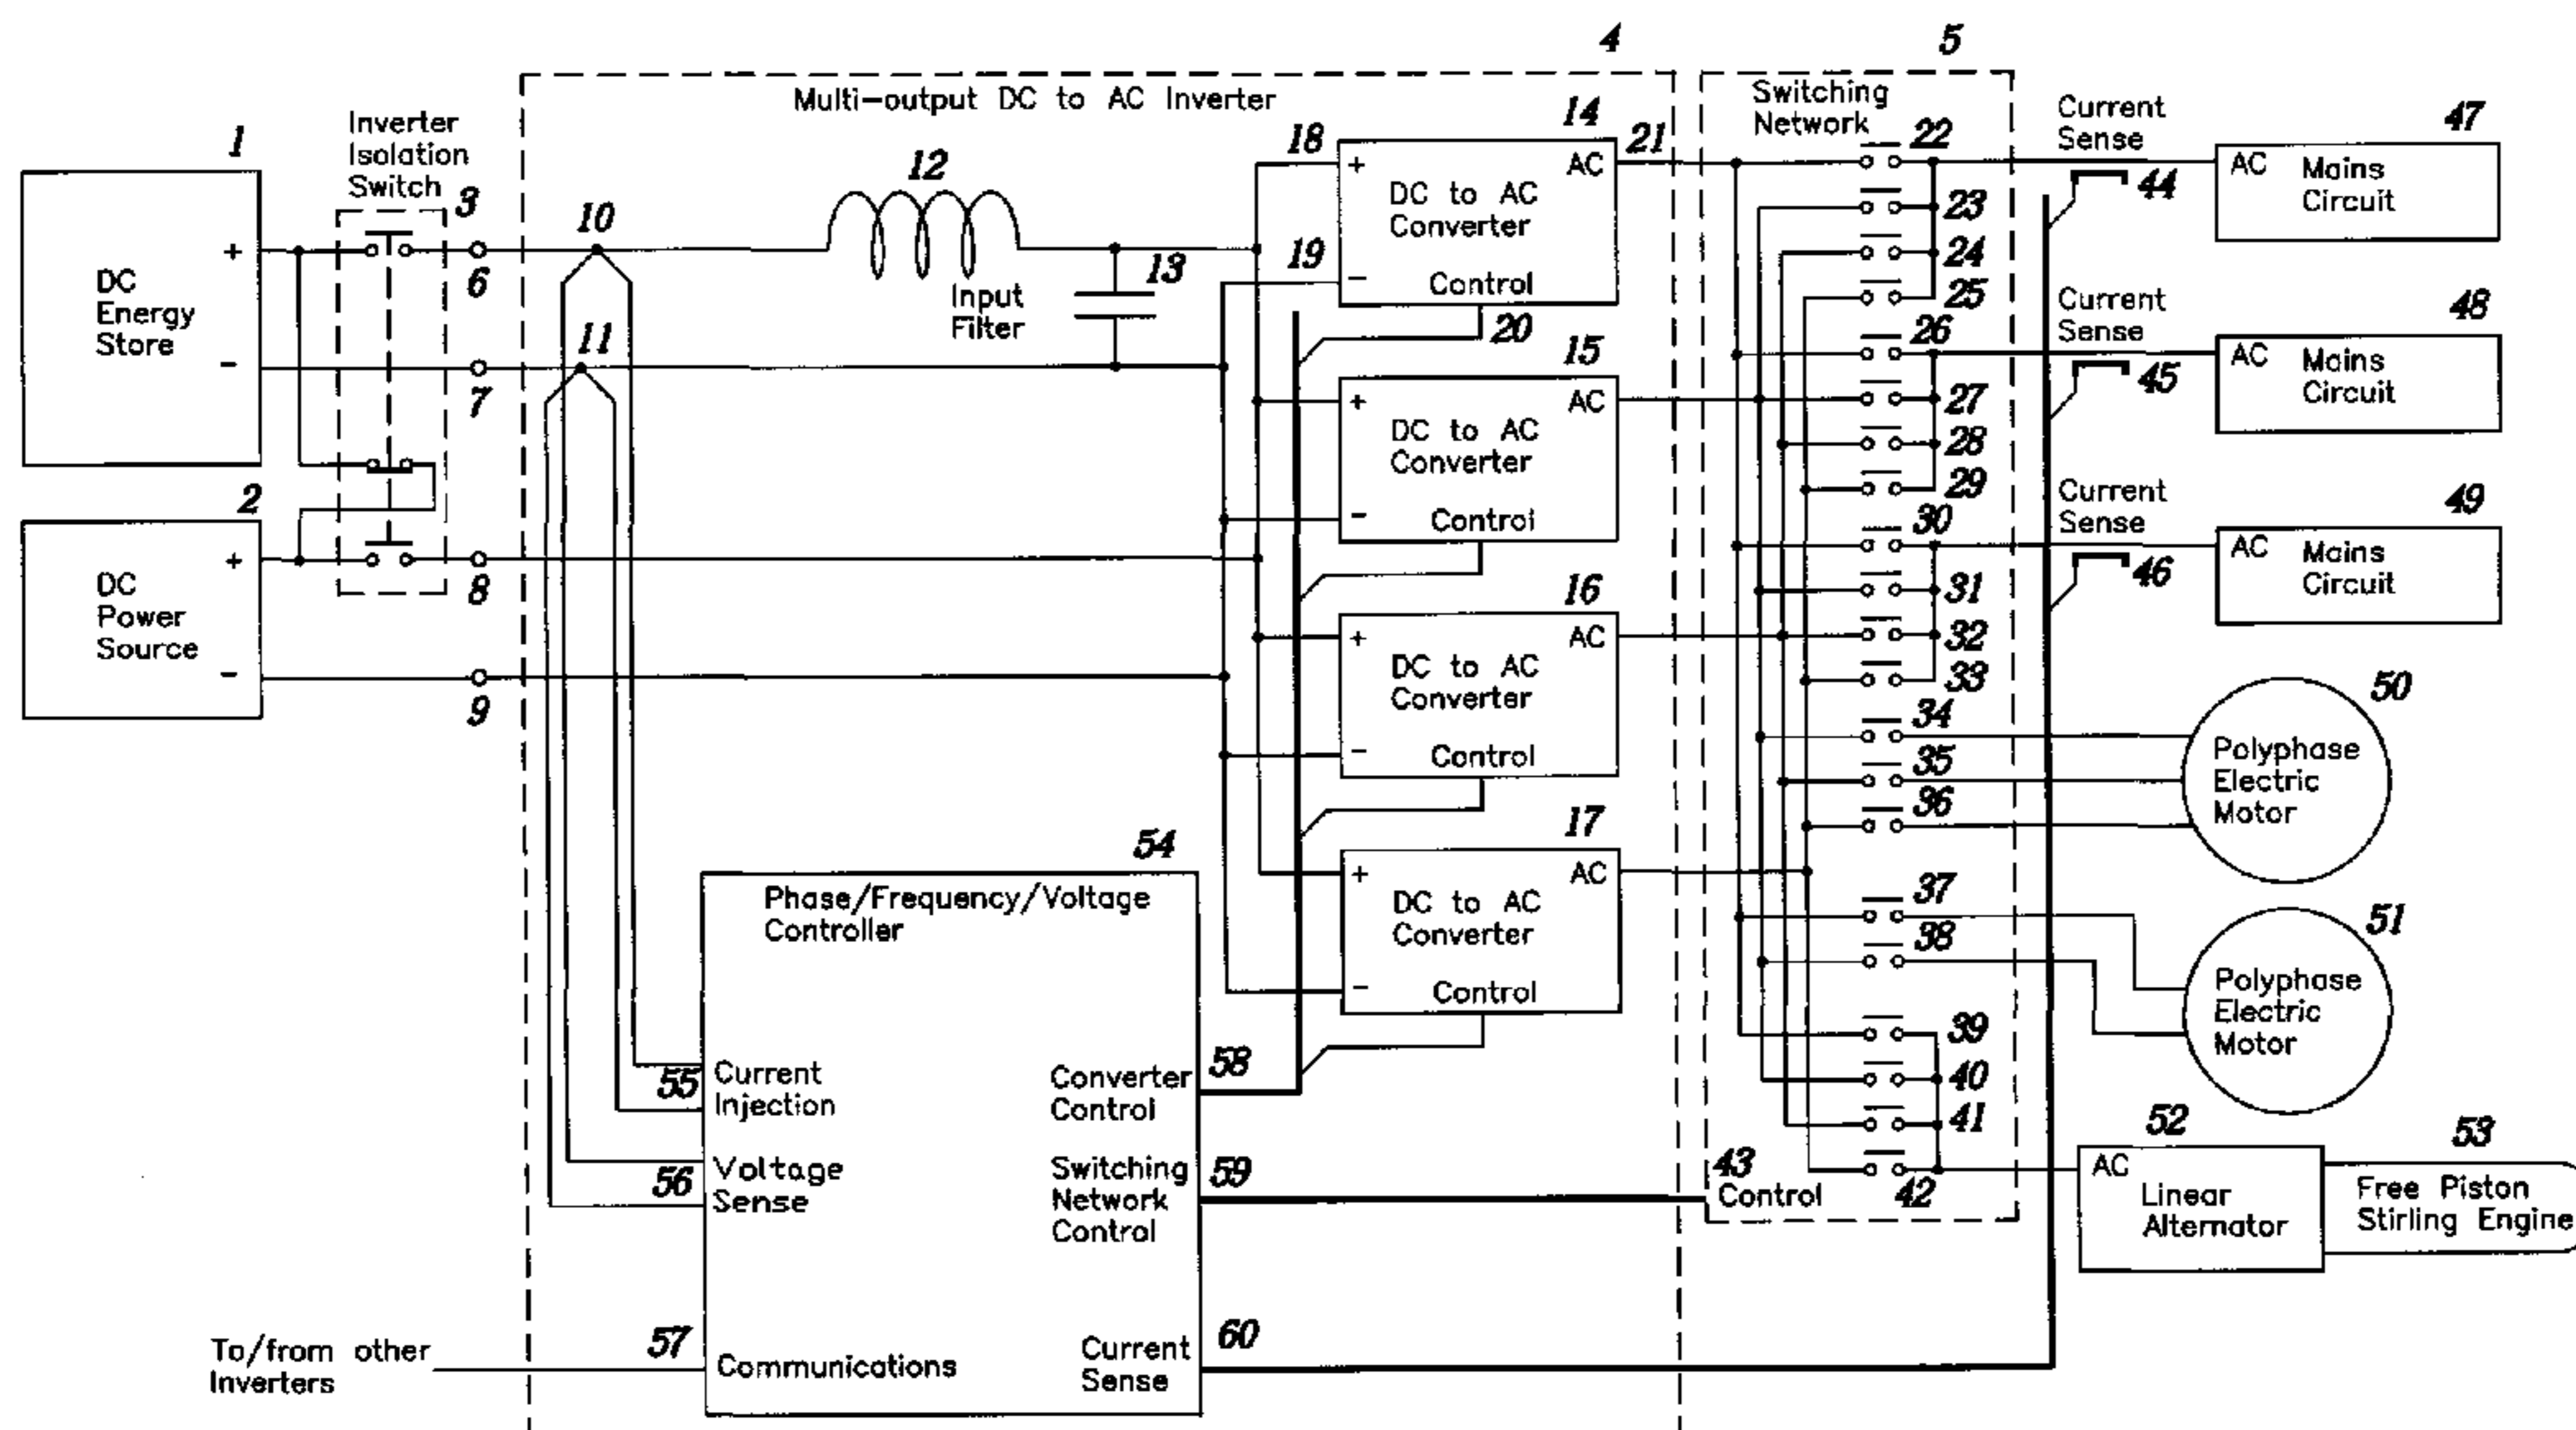 4
5
Multi-output DC to AC Inverter
Switching
Network
Current
Sense
1
Inverter
Isolation
Switch
3
10
12
18
14
21
22
47
+
AC
AC
Mains
Circuit
DC to AC
Converter
23
44
DC
Energy
Store
+
6
13
19
−
24
Input
Filter
Control
25
Current
Sense
48
−
11
20
15
26
AC
Mains
Circuit
7
+
AC
27
45
DC to AC
Converter
28
29
2
−
Control
Current
Sense
49
30
DC
Power
Source
+
8
16
31
46
AC
Mains
Circuit
+
AC
32
−
9
DC to AC
Converter
33
50
34
−
Control
35
Polyphase
Electric
Motor
36
54
17
Phase/Frequency/Voltage
Controller
+
AC
37
51
DC to AC
Converter
38
Polyphase
Electric
Motor
−
Control
39
55
Current
Injection
Converter
Control
58
40
41
52
53
56
Voltage
Sense
Switching
Network
Control
59
43
Control
42
AC
Linear
Alternator
Free Piston
Stirling Engine
To/from other
Inverters
57
Communications
Current
Sense
60